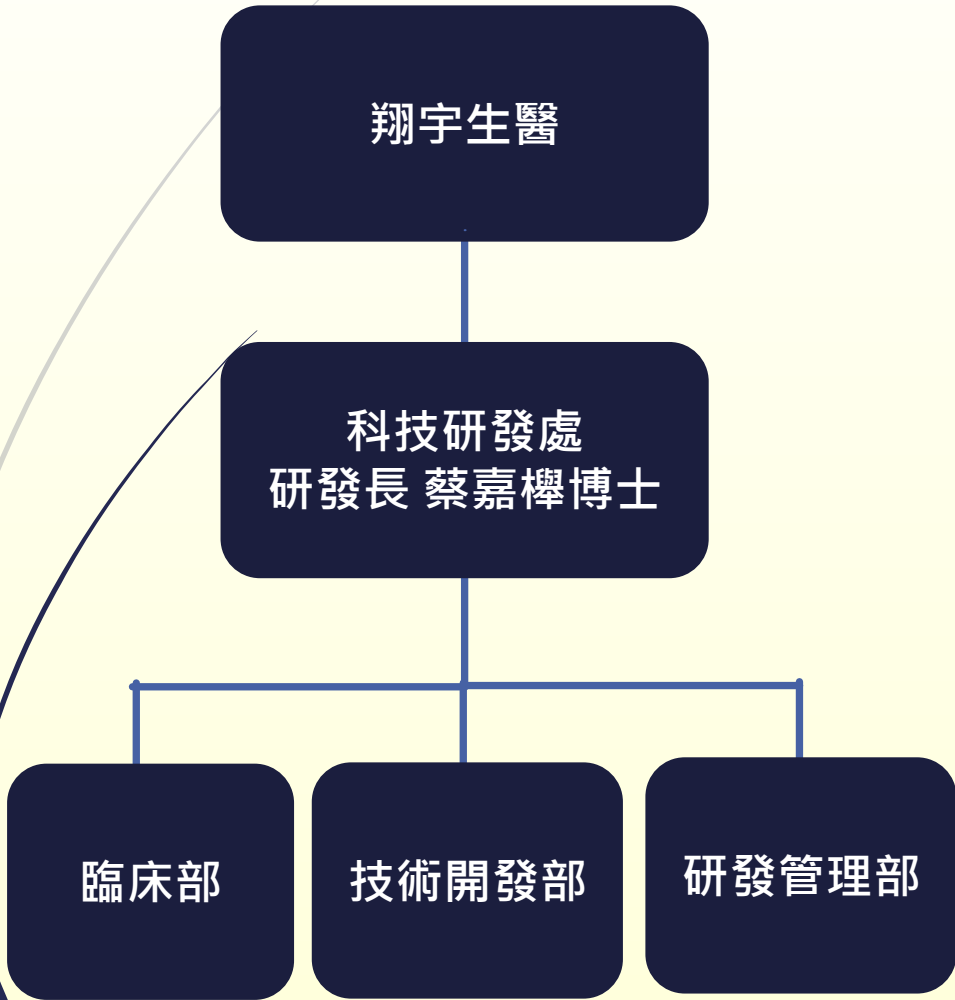 翔宇生醫
科技研發處
研發長 蔡嘉櫸博士
臨床部
技術開發部
研發管理部